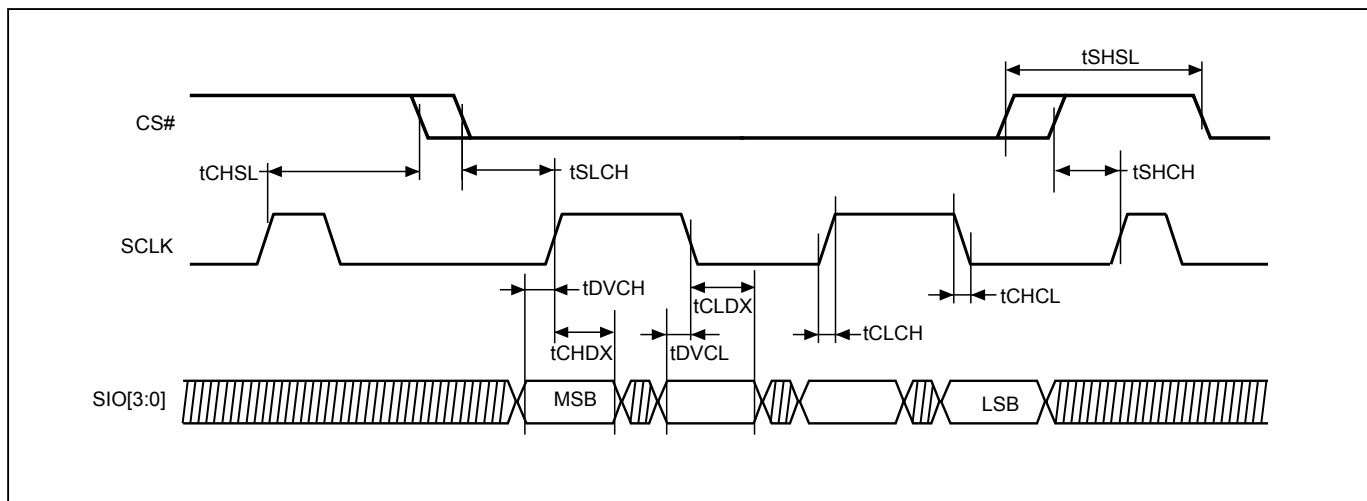 tSHSL
CS#
tCHSL
tSLCH
tSHCH
SCLK
tDVCH
tCLDX
tCHCL
tCHDX
tDVCL
tCLCH
SIO[3:0]
MSB
LSB